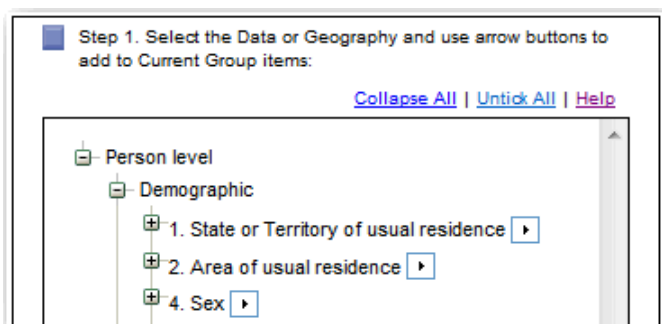 Step 1. Select the Data or Geography and use arrow buttons to
add to Current Group items:
Collapse All | Untick All | Help
Person level
Demographic
1. State or Territory of usual residence
2. Area of usual residence
4. Sex